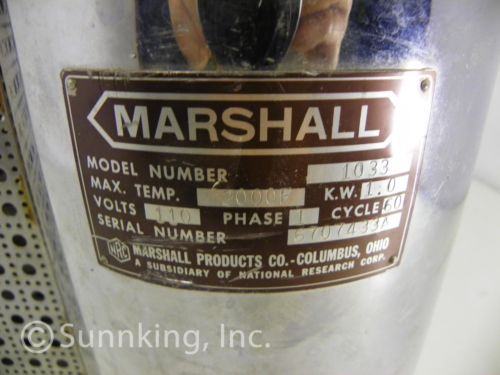 MARSHALL
MODEL NUMBER 1033
MAX. TEMP. 2000F K.W. 1.0
VOLTS 110 PHASE 1 CYCLE 60
SERIAL NUMBER
NRC MARSHALL PRODUCTS CO.-COLUMBUS, OHIO
A SUBSIDIARY OF NATIONAL RESEARCH CORP.
© Sunnking, Inc.